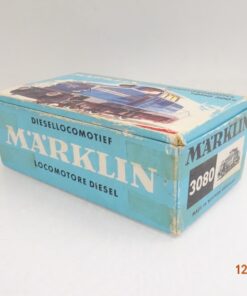 DIESELLOCOMOTIEF
MÄRKLIN
LOCOMOTORE DIESEL
MÄRKLIN
3080
12